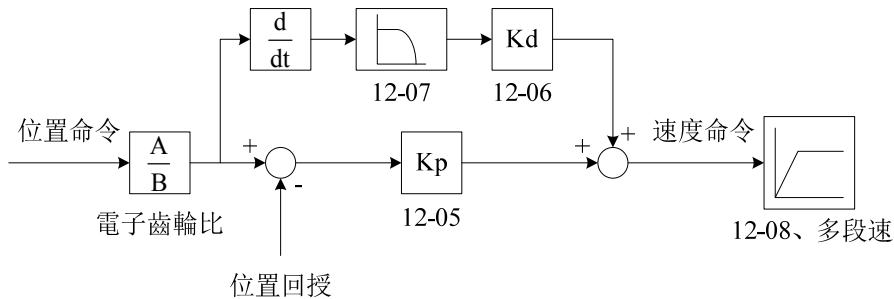 d
dt
Kd
12-07
12-06
位置命令
A
B
+
-
Kp
+
+
速度命令
電子齒輪比
12-05
12-08、多段速
位置回授